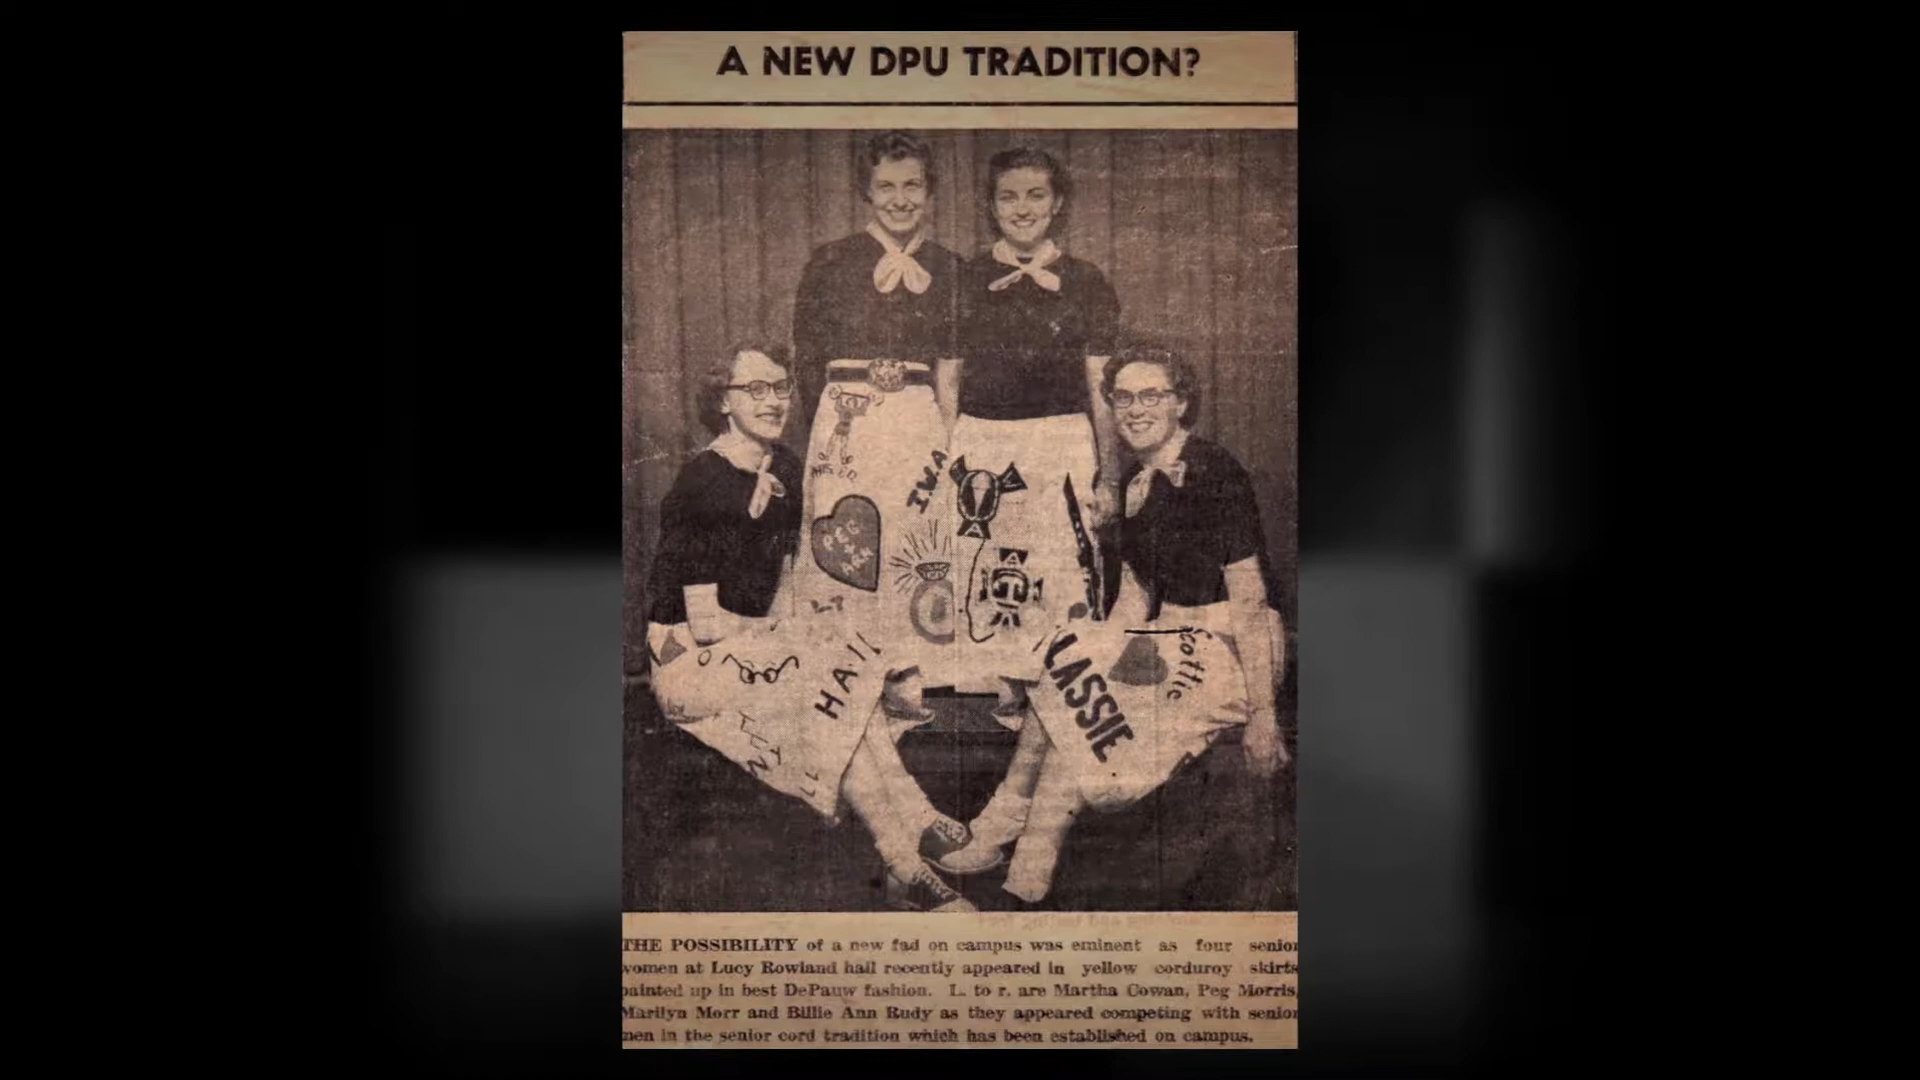 A NEW DPU TRADITION?
I.W.A
PEG
+
ARK
A
T
HAIL
LASSIE
Scottie
THE POSSIBILITY of a new fad on campus was eminent as four senior
women at Lucy Rowland hall recently appeared in yellow corduroy skirts
painted up in best DePauw fashion. L. to r. are Martha Cowan, Peg Morris,
Marilyn Morr and Billie Ann Rudy as they appeared competing with senior
men in the senior cord tradition which has been established on campus.